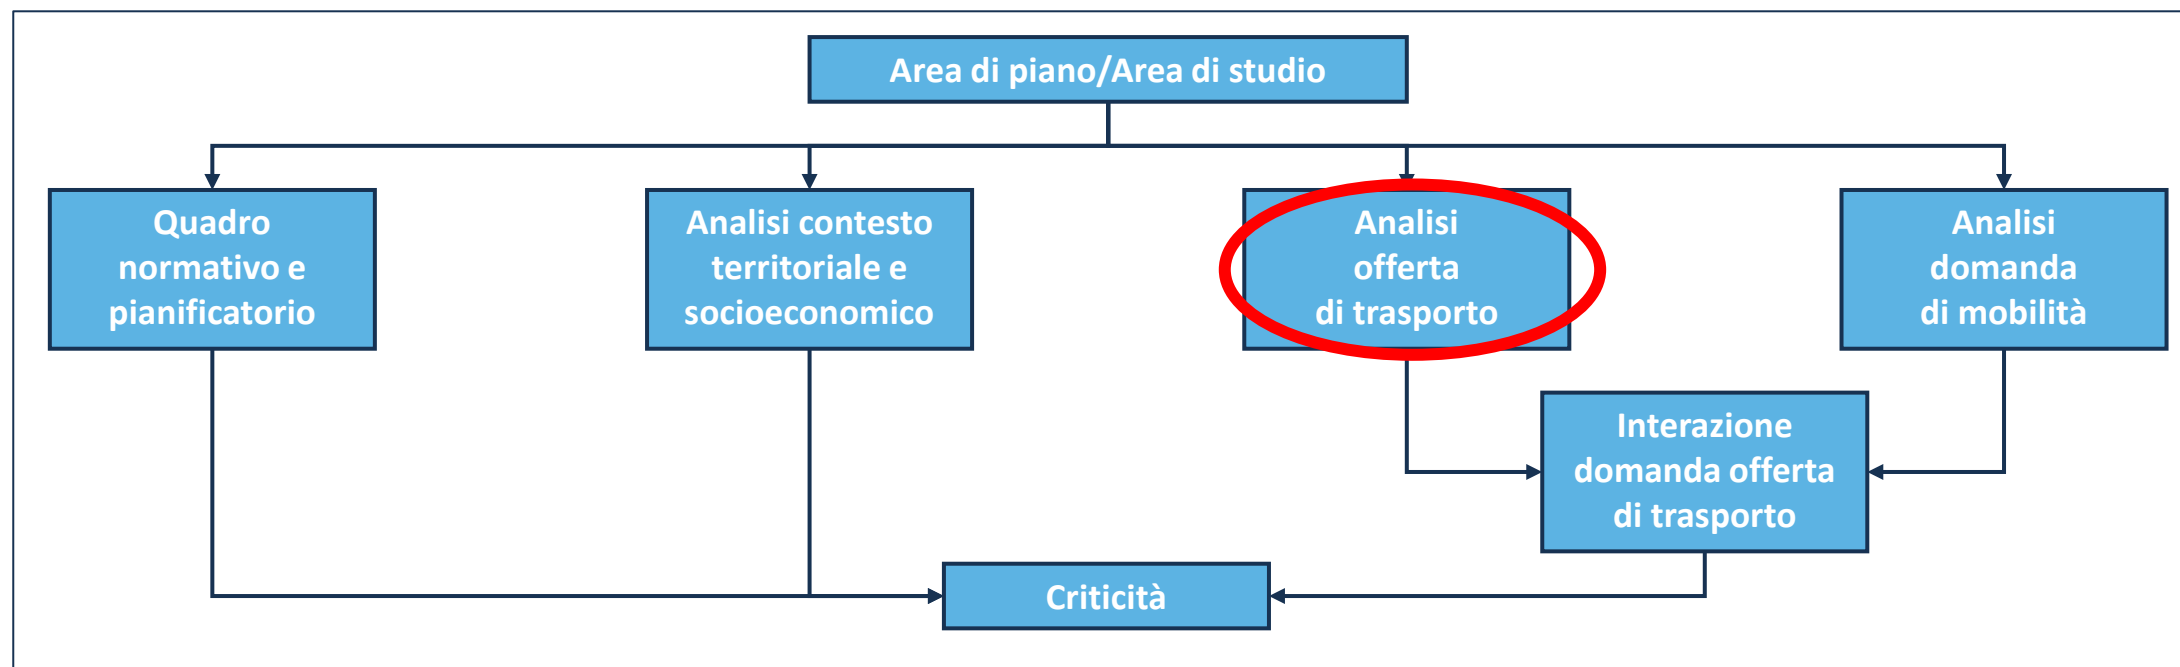 Area di piano/Area di studio
Quadro
normativo e
pianificatorio
Analisi contesto
territoriale e
socioeconomico
Analisi
offerta
di trasporto
Analisi
domanda
di mobilità
Interazione
domanda offerta
di trasporto
Criticità